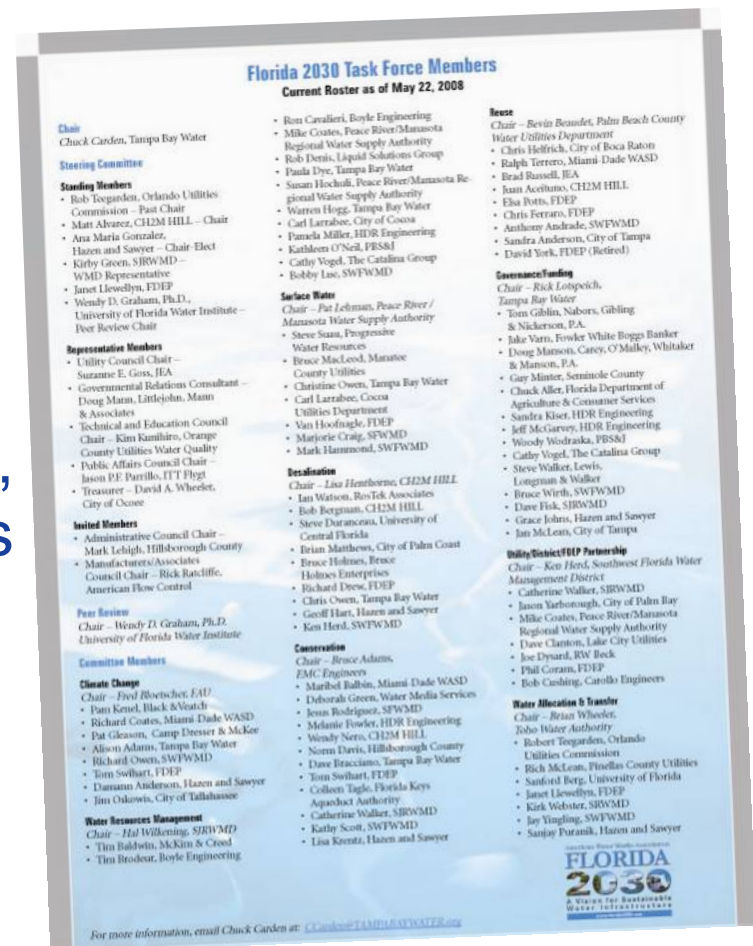 ,
s
Florida 2030 Task Force Members
Current Roster as of May 22, 2008
Chair
Chuck Carden, Tampa Bay Water
Steering Committee
Standing Members
• Rob Teegarden, Orlando Utilities
Commission – Past Chair
• Matt Alvarez, CH2M HILL – Chair
• Ana Maria Gonzalez,
Hazen and Sawyer – Chair-Elect
• Kirby Green, SJRWMD –
WMD Representative
• Janet Llewellyn, FDEP
• Wendy D. Graham, Ph.D.,
University of Florida Water Institute –
Peer Review Chair
Representative Members
• Utility Council Chair –
Suzanne E. Goss, JEA
• Governmental Relations Consultant –
Doug Mann, Littlejohn, Mann
& Associates
• Technical and Education Council
Chair – Kim Kunihiro, Orange
County Utilities Water Quality
• Public Affairs Council Chair –
Jason P.E. Parrillo, ITT Flygt
• Treasurer – David A. Wheeler,
City of Ocoee
Invited Members
• Administrative Council Chair –
Mark Lehigh, Hillsborough County
• Manufacturers/Associates
Council Chair – Rick Ratcliffe,
American Flow Control
Peer Review
Chair – Wendy D. Graham, Ph.D.
University of Florida Water Institute
Committee Members
Climate Change
Chair – Fred Bloetscher, FAU
• Pam Kenel, Black & Veatch
• Richard Coates, Miami-Dade WASD
• Pat Gleason, Camp Dresser & McKee
• Alison Adams, Tampa Bay Water
• Richard Owen, SWFWMD
• Tom Swihart, FDEP
• Damann Anderson, Hazen and Sawyer
• Jim Oskowis, City of Tallahassee
Water Resources Management
Chair – Hal Wilkening, SJRWMD
• Tim Baldwin, McKim & Creed
• Tim Brodeur, Boyle Engineering
• Ron Cavalieri, Boyle Engineering
• Mike Coates, Peace River/Manasota
Regional Water Supply Authority
• Rob Denis, Liquid Solutions Group
• Paula Dye, Tampa Bay Water
• Susan Hochuli, Peace River/Manasota Re-
gional Water Supply Authority
• Warren Hogg, Tampa Bay Water
• Carl Larrabee, City of Cocoa
• Pamela Miller, HDR Engineering
• Kathleen O'Neil, PBS&J
• Cathy Vogel, The Catalina Group
• Bobby Lue, SWFWMD
Surface Water
Chair – Pat Lehman, Peace River /
Manasota Water Supply Authority
• Steve Suau, Progressive
Water Resources
• Bruce MacLeod, Manatee
County Utilities
• Christine Owen, Tampa Bay Water
• Carl Larrabee, Cocoa
Utilities Department
• Van Hoofnagle, FDEP
• Marjorie Craig, SFWMD
• Mark Hammond, SWFWMD
Desalination
Chair – Lisa Henthorne, CH2M HILL
• Ian Watson, RosTek Associates
• Bob Bergman, CH2M HILL
• Steve Duranceau, University of
Central Florida
• Brian Matthews, City of Palm Coast
• Bruce Holmes, Bruce
Holmes Enterprises
• Richard Drew, FDEP
• Chris Owen, Tampa Bay Water
• Geoff Hart, Hazen and Sawyer
• Ken Herd, SWFWMD
Conservation
Chair – Bruce Adams,
EMC Engineers
• Maribel Balbin, Miami-Dade WASD
• Deborah Green, Water Media Services
• Jesus Rodriguez, SFWMD
• Melanie Fowler, HDR Engineering
• Wendy Nero, CH2M HILL
• Norm Davis, Hillsborough County
• Dave Bracciano, Tampa Bay Water
• Tom Swihart, FDEP
• Colleen Tagle, Florida Keys
Aqueduct Authority
• Catherine Walker, SJRWMD
• Kathy Scott, SWFWMD
• Lisa Krentz, Hazen and Sawyer
Reuse
Chair – Bevin Beaudet, Palm Beach County
Water Utilities Department
• Chris Helfrich, City of Boca Raton
• Ralph Terrero, Miami-Dade WASD
• Brad Russell, JEA
• Juan Aceituno, CH2M HILL
• Elsa Potts, FDEP
• Chris Ferraro, FDEP
• Anthony Andrade, SWFWMD
• Sandra Anderson, City of Tampa
• David York, FDEP (Retired)
Governance/Funding
Chair – Rick Lotspeich,
Tampa Bay Water
• Tom Giblin, Nabors, Gibling
& Nickerson, P.A.
• Jake Varn, Fowler White Boggs Banker
• Doug Manson, Carey, O'Malley, Whitaker
& Manson, P.A.
• Guy Minter, Seminole County
• Chuck Aller, Florida Department of
Agriculture & Consumer Services
• Sandra Kiser, HDR Engineering
• Jeff McGarvey, HDR Engineering
• Woody Wodraska, PBS&J
• Cathy Vogel, The Catalina Group
• Steve Walker, Lewis,
Longman & Walker
• Bruce Wirth, SWFWMD
• Dave Fisk, SJRWMD
• Grace Johns, Hazen and Sawyer
• Jan McLean, City of Tampa
Utility/District/FDEP Partnership
Chair – Ken Herd, Southwest Florida Water
Management District
• Catherine Walker, SJRWMD
• Jason Yarborough, City of Palm Bay
• Mike Coates, Peace River/Manasota
Regional Water Supply Authority
• Dave Clanton, Lake City Utilities
• Joe Dysard, RW Beck
• Phil Coram, FDEP
• Bob Cushing, Carollo Engineers
Water Allocation & Transfer
Chair – Brian Wheeler,
Toho Water Authority
• Robert Teegarden, Orlando
Utilities Commission
• Rich McLean, Pinellas County Utilities
• Sanford Berg, University of Florida
• Janet Llewellyn, FDEP
• Kirk Webster, SRWMD
• Jay Yingling, SWFWMD
• Sanjay Puranik, Hazen and Sawyer
FLORIDA
2030
A Vision for Sustainable
Water Infrastructure
For more information, email Chuck Carden at: CCarden@TAMPABAYWATER.org